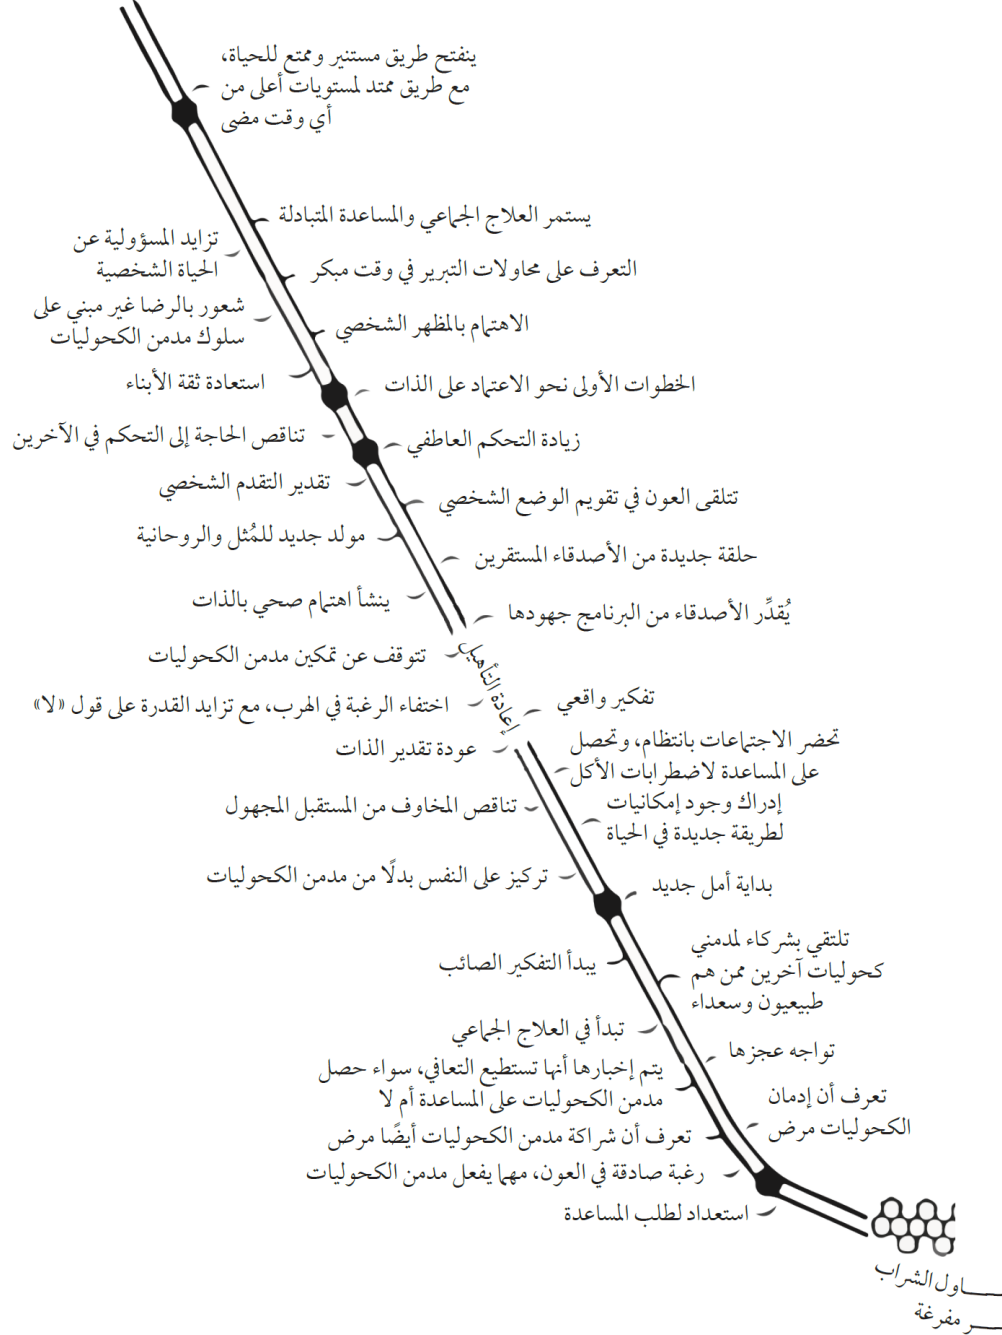 ينفتح طريق مستنير وممتع للحياة،
مع طريق ممتد لمستويات أعلى من
أي وقت مضى
يستمر العلاج الجماعي والمساعدة المتبادلة
تزايد المسؤولية عن
الحياة الشخصية
التعرف على محاولات التبرير في وقت مبكر
شعور بالرضا غير مبني على
سلوك مدمن الكحوليات
الاهتمام بالمظهر الشخصي
استعادة ثقة الأبناء
الخطوات الأولى نحو الاعتماد على الذات
تناقص الحاجة إلى التحكم في الآخرين
زيادة التحكم العاطفي
تقدير التقدم الشخصي
تتلقى العون في تقويم الوضع الشخصي
مولد جديد للمُثل والروحانية
حلقة جديدة من الأصدقاء المستقرين
ينشأ اهتمام صحي بالذات
يُقدِّر الأصدقاء من البرنامج جهودها
تتوقف عن تمكين مدمن الكحوليات
إعادة التأهيل
تفكير واقعي
اختفاء الرغبة في الهرب، مع تزايد القدرة على قول «لا»
عودة تقدير الذات
تحضر الاجتماعات بانتظام، وتحصل
على المساعدة لاضطرابات الأكل
إدراك وجود إمكانيات
لطريقة جديدة في الحياة
تناقص المخاوف من المستقبل المجهول
تركيز على النفس بدلًا من مدمن الكحوليات
بداية أمل جديد
تلتقي بشركاء لمدمني
كحوليات آخرين ممن هم
طبيعيون وسعداء
يبدأ التفكير الصائب
تبدأ في العلاج الجماعي
تواجه عجزها
يتم إخبارها أنها تستطيع التعافي، سواء حصل
مدمن الكحوليات على المساعدة أم لا
تعرف أن إدمان
الكحوليات مرض
تعرف أن شراكة مدمن الكحوليات أيضًا مرض
رغبة صادقة في العون، مهما يفعل مدمن الكحوليات
استعداد لطلب المساعدة
ـاول الشراب
ـر مفرغة